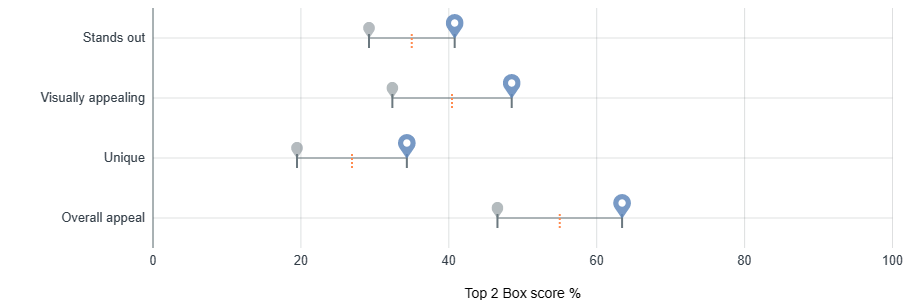 Stands out
Visually appealing
Unique
Overall appeal
0 20 40 60 80 100
Top 2 Box score %